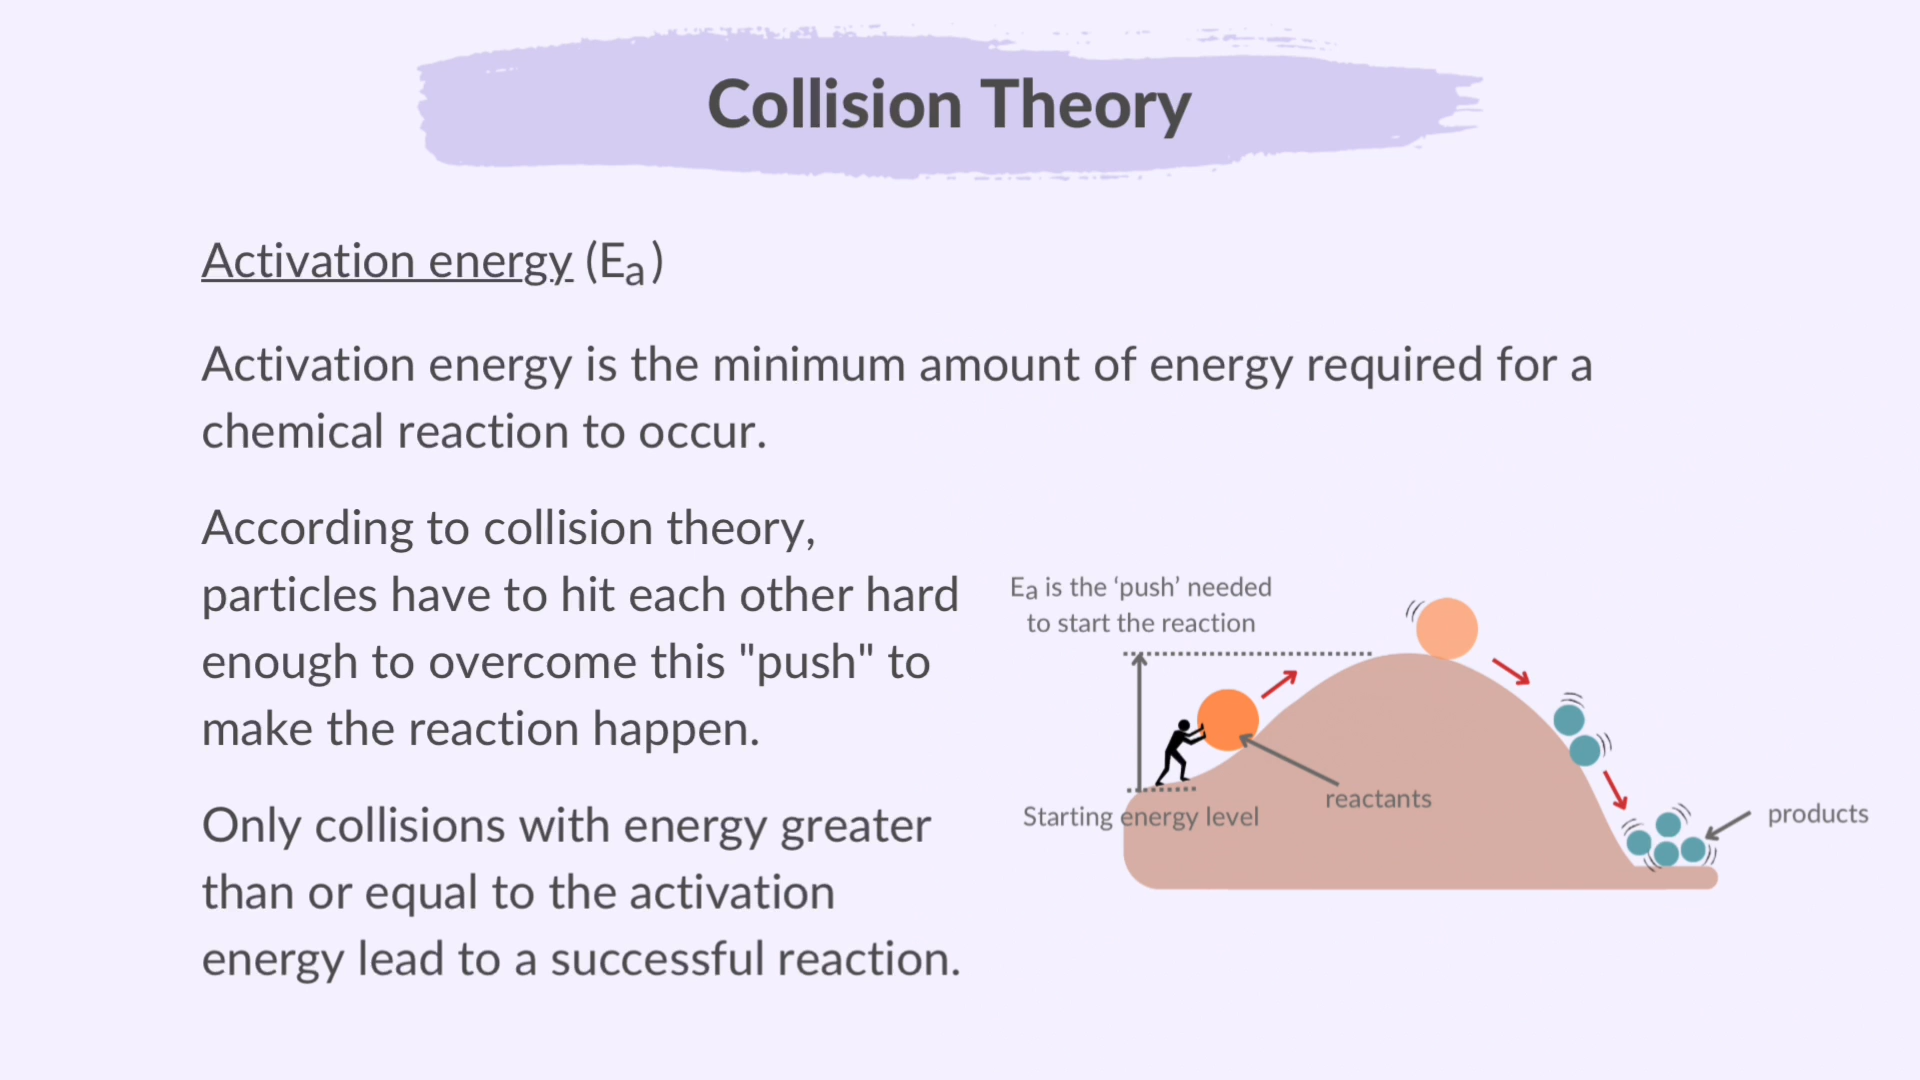 Collision Theory
Activation energy (Ea)
Activation energy is the minimum amount of energy required for a
chemical reaction to occur.
According to collision theory,
particles have to hit each other hard
enough to overcome this "push" to
make the reaction happen.
Only collisions with energy greater
than or equal to the activation
energy lead to a successful reaction.
Ea is the ‘push’ needed
to start the reaction
Starting energy level
reactants
products